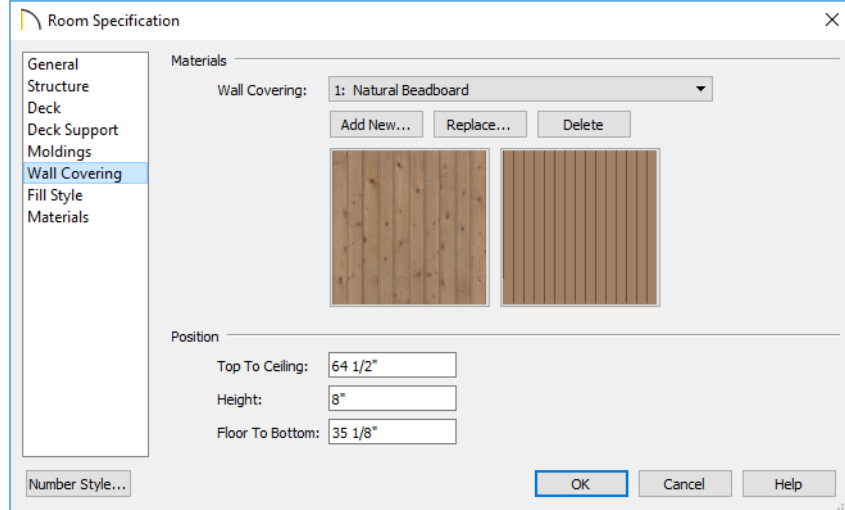 Room Specification
General
Structure
Deck
Deck Support
Moldings
Wall Covering
Fill Style
Materials
Materials
Wall Covering: 1: Natural Beadboard
Add New... Replace... Delete
Position
Top To Ceiling: 64 1/2"
Height: 8"
Floor To Bottom: 35 1/8"
Number Style... OK Cancel Help